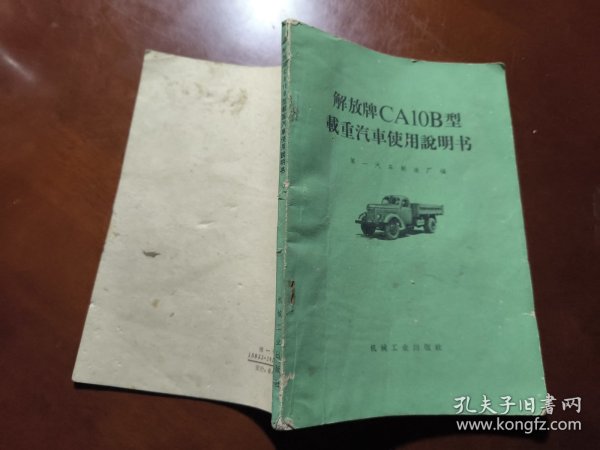 解放牌CA10B型
載重汽車使用說明书
第一汽車制造厂編
机械工业出版社
孔夫子旧書网
www.kongfz.com